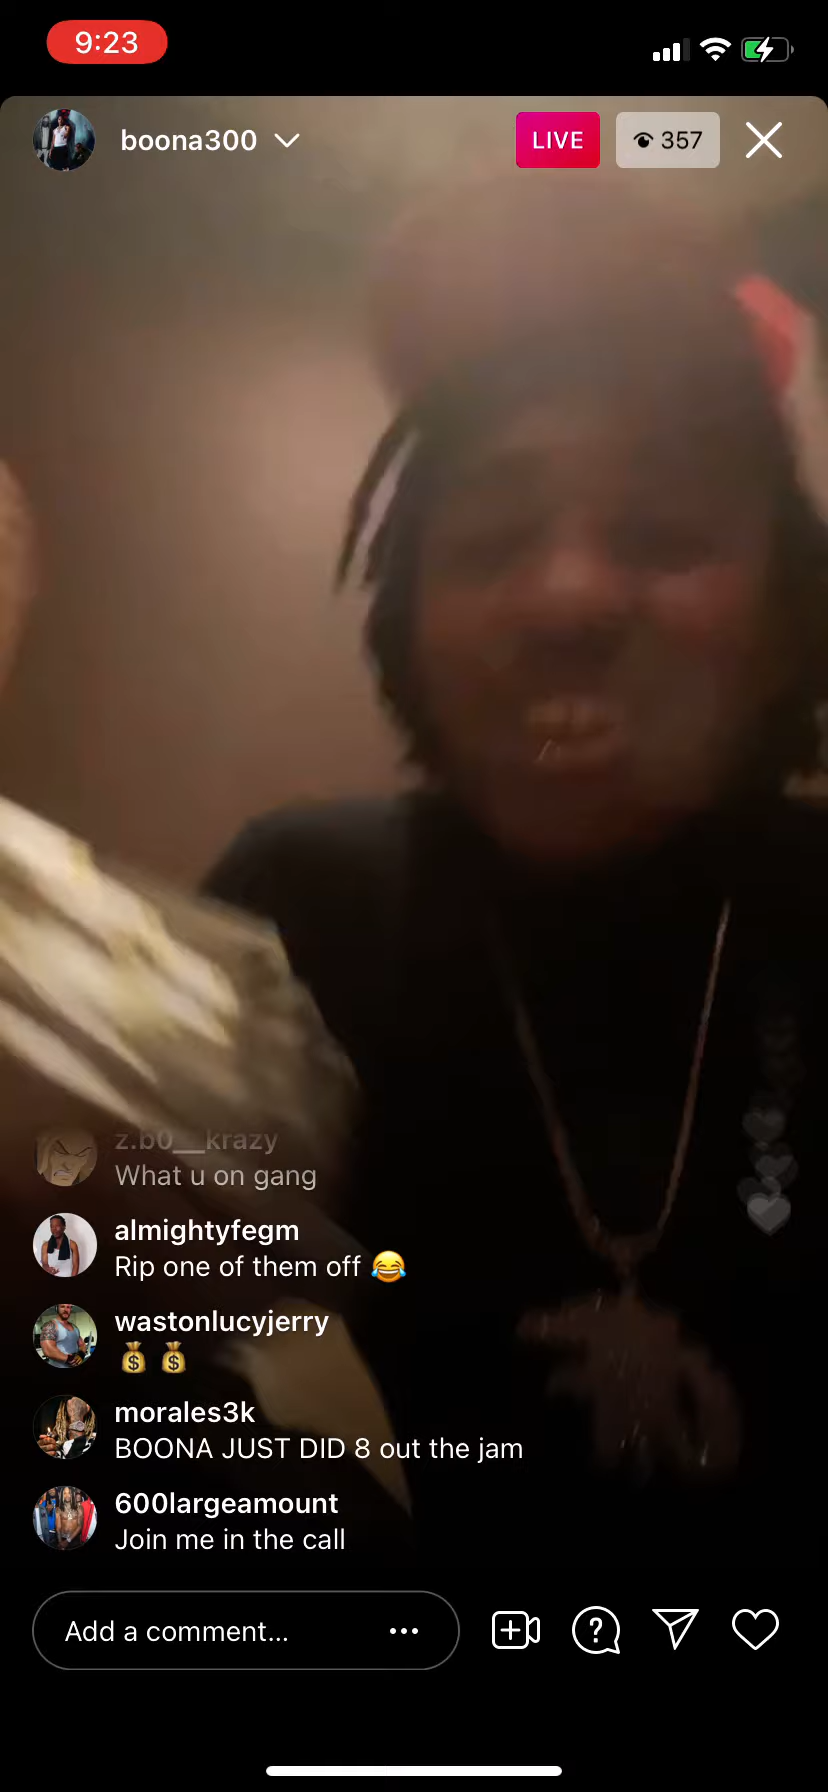 9:23
boona300
LIVE
357
z.b0__krazy
What u on gang
almightyfegm
Rip one of them off 😂
wastonlucyjerry
💰 💰
morales3k
BOONA JUST DID 8 out the jam
600largeamount
Join me in the call
Add a comment...